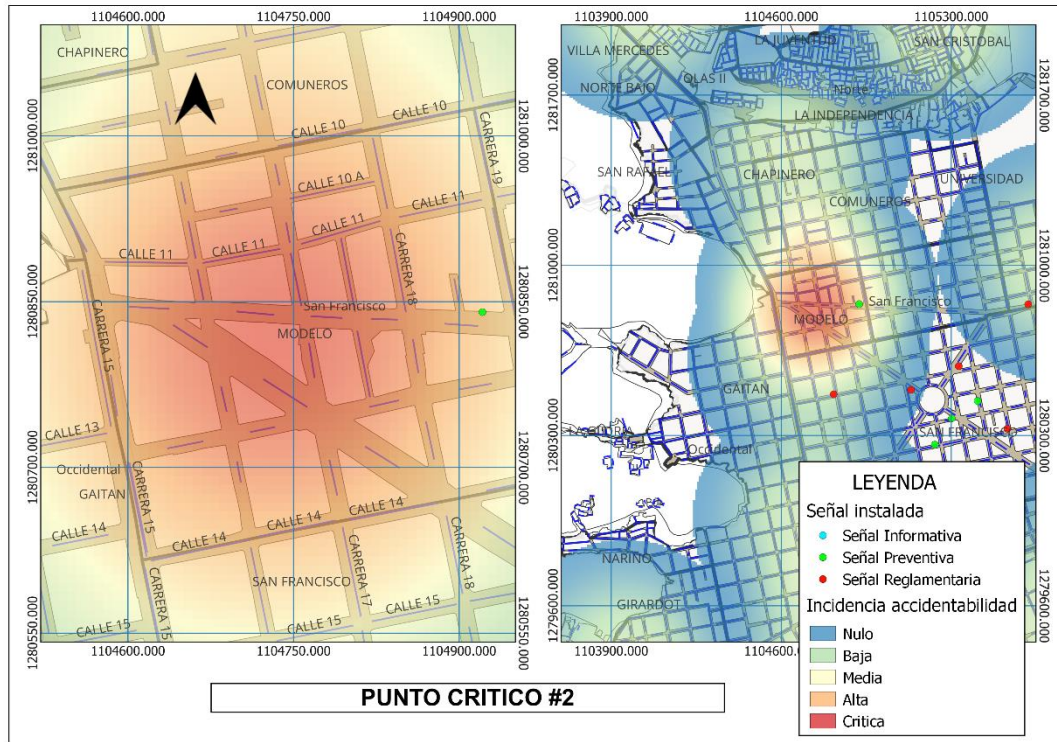 1104600.000
1104750.000
1104900.000
1281000.000
1280850.000
1280700.000
1280550.000
CHAPINERO
COMUNEROS
CALLE 10
CALLE 10
CARRERA 19
CALLE 10 A
CALLE 11
CALLE 11
CALLE 11
CALLE 11
CARRERA 18
San Francisco
MODELO
CARRERA 15
CALLE 13
Occidental
GAITAN
CARRERA 15
CALLE 14
CALLE 14
CALLE 14
CALLE 14
SAN FRANCISCO
CARRERA 17
CARRERA 18
CARRERA 15
CALLE 15
CALLE 15
CALLE 15
1281000.000
1280850.000
1280700.000
1280550.000
1104600.000
1104750.000
1104900.000
1103900.000
1104600.000
1105300.000
1281700.000
1281000.000
1280300.000
1279600.000
VILLA MERCEDES
LA JUVENTUD
SAN CRISTOBAL
OLAS II
NORTE BAJO
Norte
LA INDEPENDENCIA
SAN RAFAEL
CHAPINERO
UNIVERSIDAD
COMUNEROS
San Francisco
MODELO
GAITAN
SAN FRANCISCO
Occidental
NARIÑO
GIRARDOT
1281700.000
1281000.000
1280300.000
1279600.000
1103900.000
1104600.000
LEYENDA
Señal instalada
Señal Informativa
Señal Preventiva
Señal Reglamentaria
Incidencia accidentabilidad
Nulo
Baja
Media
Alta
Critica
PUNTO CRITICO #2